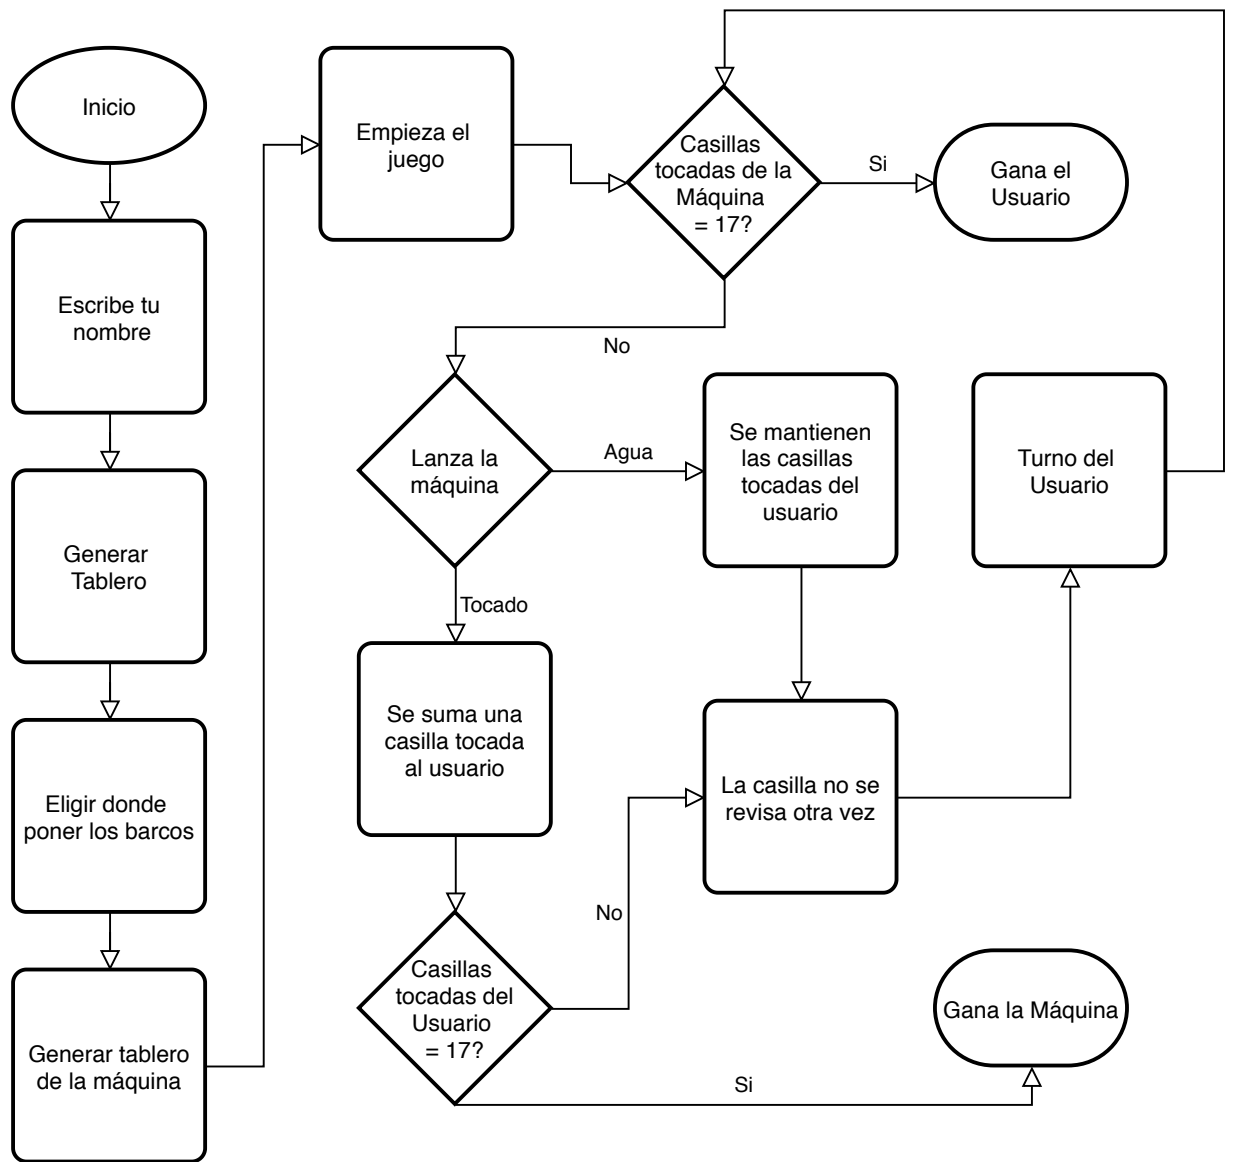 Inicio
Escribe tu
nombre
Generar
Tablero
Eligir donde
poner los barcos
Generar tablero
de la máquina
Empieza el
juego
Casillas
tocadas de la
Máquina
= 17?
Si
Gana el
Usuario
No
Lanza la
máquina
Agua
Se mantienen
las casillas
tocadas del
usuario
Turno del
Usuario
Tocado
Se suma una
casilla tocada
al usuario
La casilla no se
revisa otra vez
No
Casillas
tocadas del
Usuario
= 17?
Si
Gana la Máquina